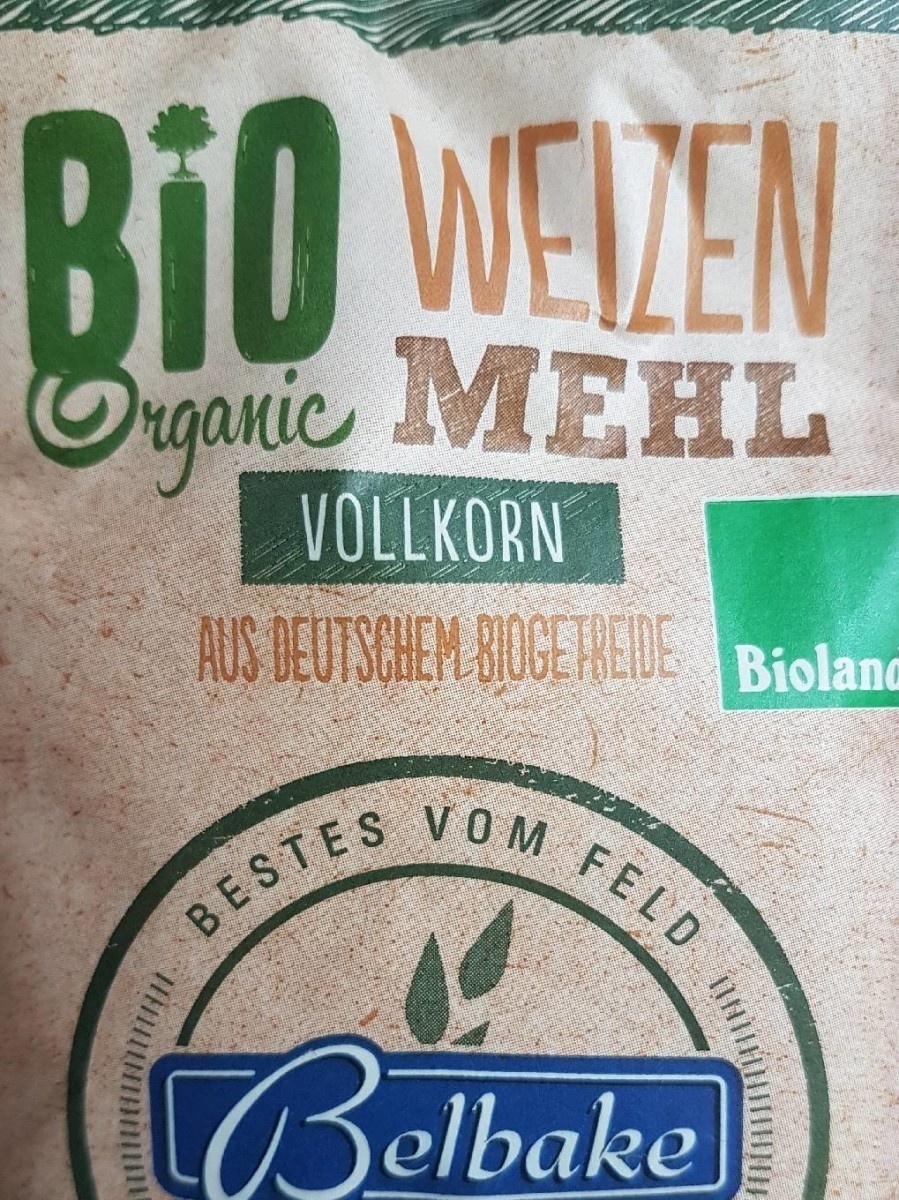 BiO
Organic
WEIZEN
MEHL
VOLLKORN
AUS DEUTSCHEM BIOGETREIDE
Bioland
BESTES VOM FELD
Belbake